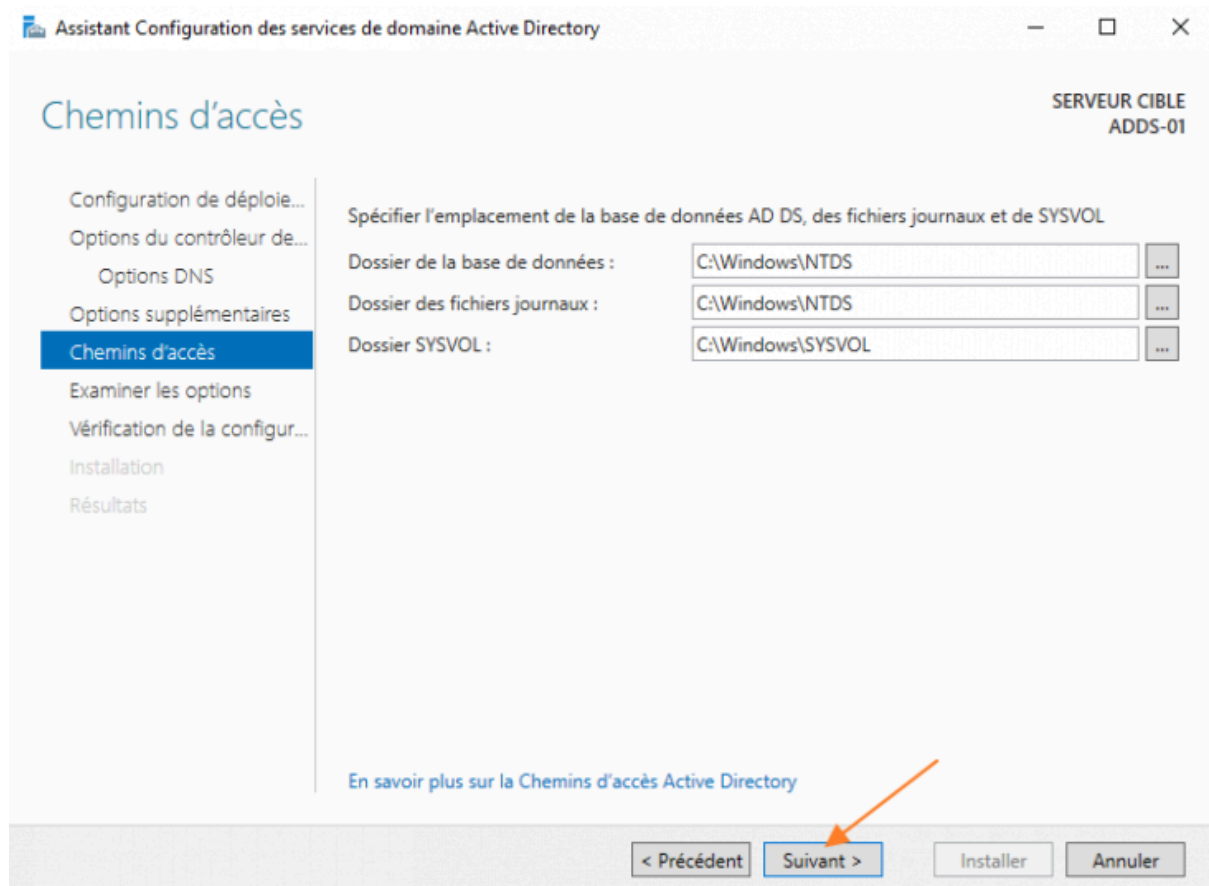 Assistant Configuration des services de domaine Active Directory
Chemins d'accès
SERVEUR CIBLE
ADDS-01
Configuration de déploie...
Options du contrôleur de...
Options DNS
Options supplémentaires
Chemins d'accès
Examiner les options
Vérification de la configur...
Installation
Résultats
Spécifier l'emplacement de la base de données AD DS, des fichiers journaux et de SYSVOL
Dossier de la base de données : C:\Windows\NTDS ...
Dossier des fichiers journaux : C:\Windows\NTDS ...
Dossier SYSVOL : C:\Windows\SYSVOL ...
En savoir plus sur la Chemins d'accès Active Directory
< Précédent Suivant > Installer Annuler